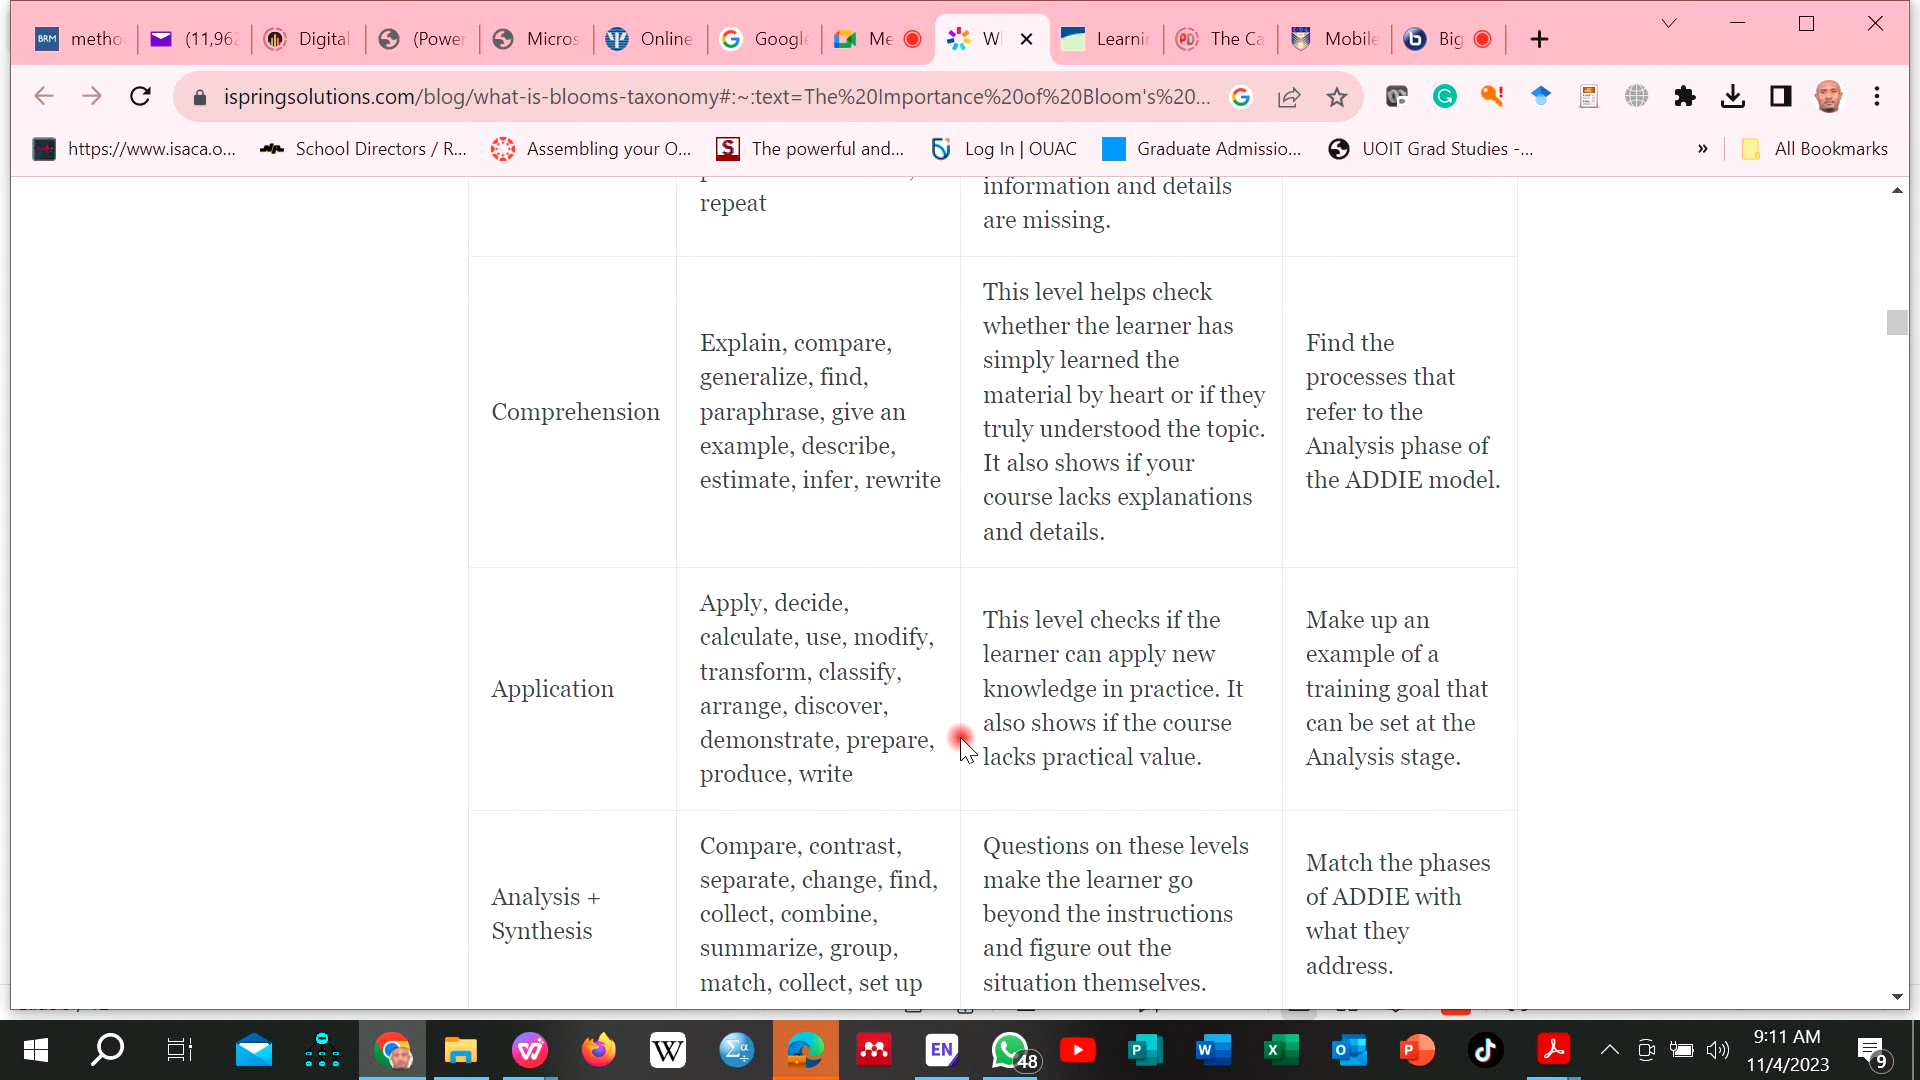 metho
(11,962
Digital
(Power
Micros
Online
Google
Me
W
Learnin
The Ca
Mobile
Big
ispringsolutions.com/blog/what-is-blooms-taxonomy#:~:text=The%20Importance%20of%20Bloom's%20...
https://www.isaca.o...
School Directors / R...
Assembling your O...
The powerful and...
Log In | OUAC
Graduate Admissio...
UOIT Grad Studies -...
»
All Bookmarks
repeat
information and details
are missing.
Comprehension
Explain, compare,
generalize, find,
paraphrase, give an
example, describe,
estimate, infer, rewrite
This level helps check
whether the learner has
simply learned the
material by heart or if they
truly understood the topic.
It also shows if your
course lacks explanations
and details.
Find the
processes that
refer to the
Analysis phase of
the ADDIE model.
Application
Apply, decide,
calculate, use, modify,
transform, classify,
arrange, discover,
demonstrate, prepare,
produce, write
This level checks if the
learner can apply new
knowledge in practice. It
also shows if the course
lacks practical value.
Make up an
example of a
training goal that
can be set at the
Analysis stage.
Analysis +
Synthesis
Compare, contrast,
separate, change, find,
collect, combine,
summarize, group,
match, collect, set up
Questions on these levels
make the learner go
beyond the instructions
and figure out the
situation themselves.
Match the phases
of ADDIE with
what they
address.
EN
48
9:11 AM
11/4/2023
9